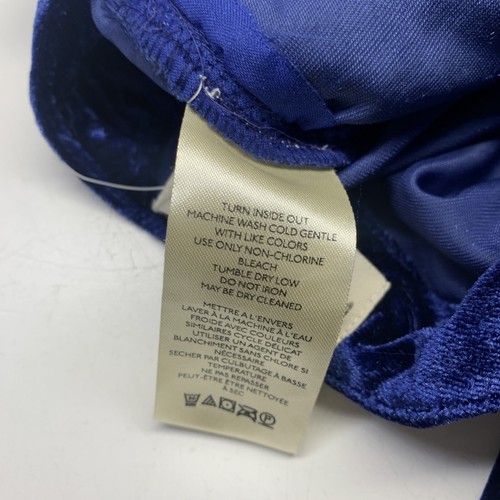 TURN INSIDE OUT
MACHINE WASH COLD GENTLE
WITH LIKE COLORS
USE ONLY NON-CHLORINE
BLEACH
TUMBLE DRY LOW
DO NOT IRON
MAY BE DRY CLEANED
METTRE A L'ENVERS
LAVER À LA MACHINE À L'EAU
FROIDE AVEC COULEURS
SIMILAIRES CYCLE DÉLICAT
UTILISER UN AGENT DE
BLANCHIMENT SANS CHLORE SI
NÉCESSAIRE
SECHER PAR CULBUTAGE À BASSE
TEMPERATURE
NE PAS REPASSER
PEUT-ÊTRE ÊTRE NETTOYÉE
À SEC